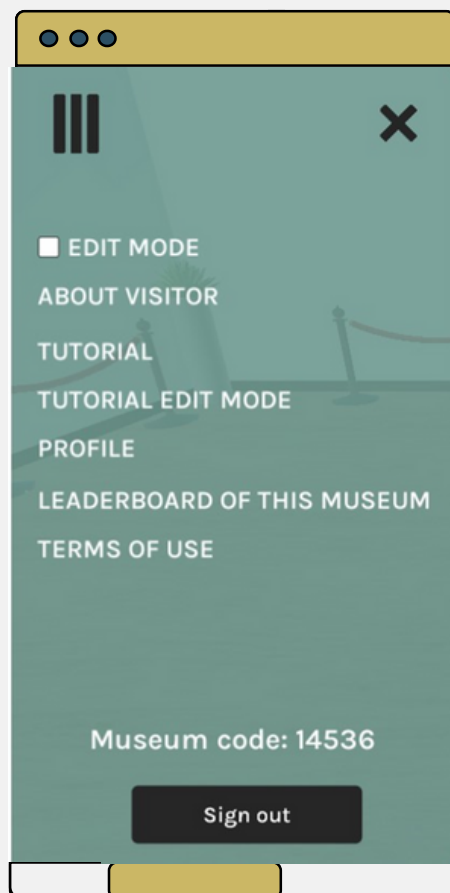 EDIT MODE
ABOUT VISITOR
TUTORIAL
TUTORIAL EDIT MODE
PROFILE
LEADERBOARD OF THIS MUSEUM
TERMS OF USE
Museum code: 14536
Sign out